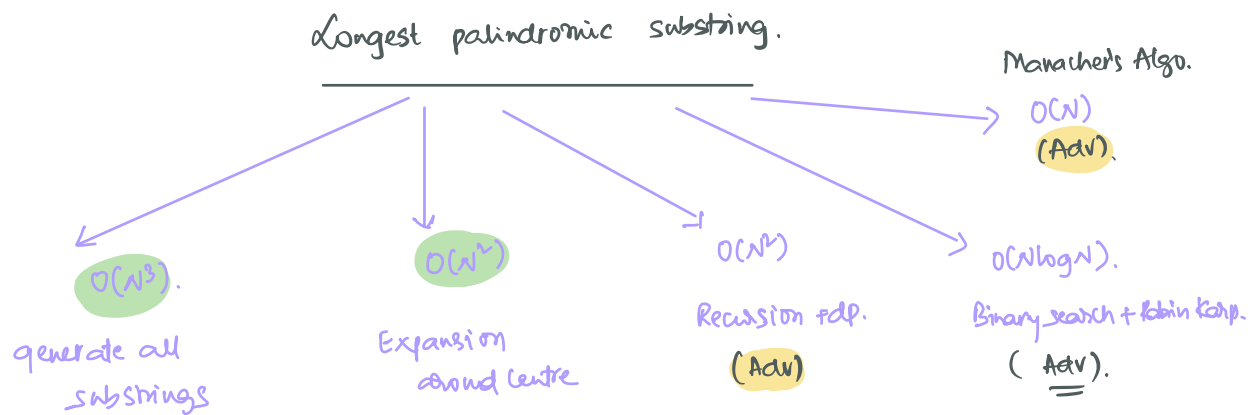 Longest palindromic substring.
Manacher's Algo.
O(N)
(Adv).
O(N³).
generate all
substrings
O(N²)
Expansion
around Centre
O(N²)
Recursion +dp.
(Adv)
O(NlogN).
Binary search + Rabin Karp.
(Adv).